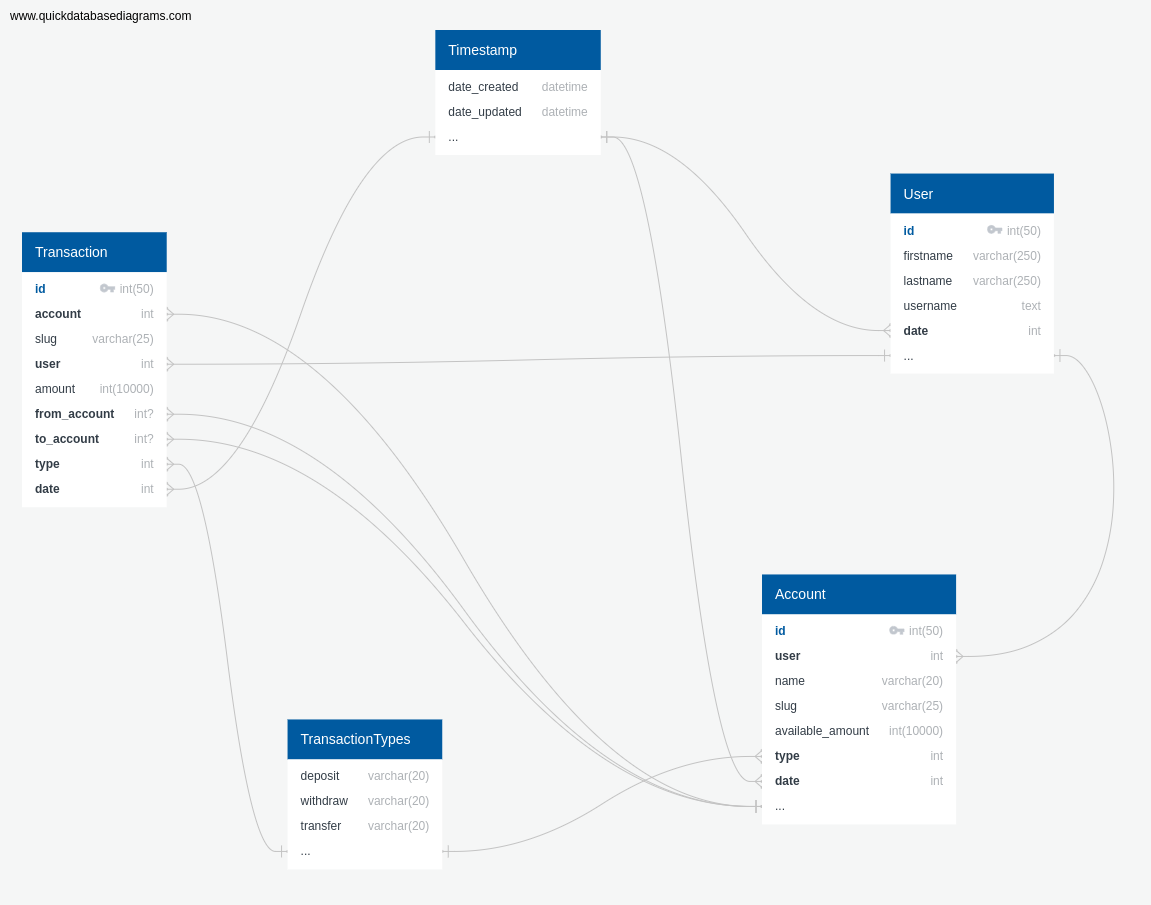 www.quickdatabasediagrams.com
Timestamp
date_created datetime
date_updated datetime
...
User
id int(50)
firstname varchar(250)
lastname varchar(250)
username text
date int
...
Transaction
id int(50)
account int
slug varchar(25)
user int
amount int(10000)
from_account int?
to_account int?
type int
date int
Account
id int(50)
user int
name varchar(20)
slug varchar(25)
available_amount int(10000)
type int
date int
...
TransactionTypes
deposit varchar(20)
withdraw varchar(20)
transfer varchar(20)
...